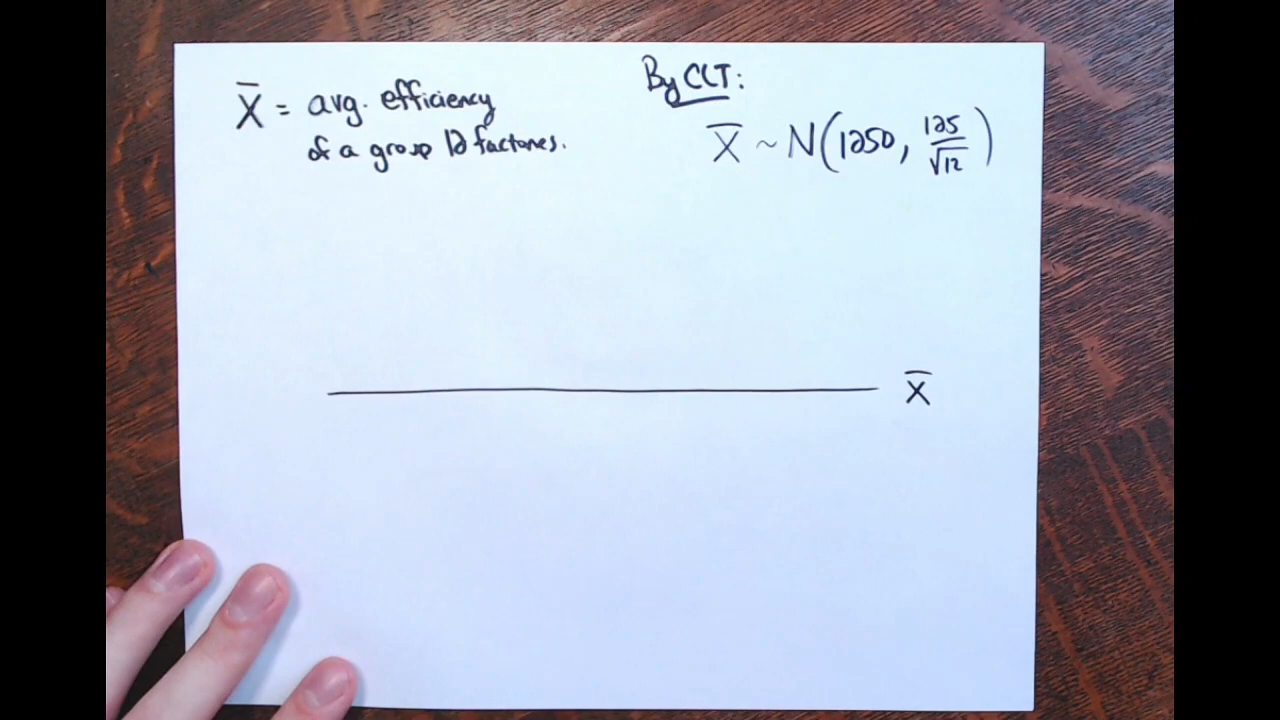 X̄ = avg. efficiency
of a group 12 factories.
By CLT:
X̄ ~ N(1250, 125/√12)
X̄